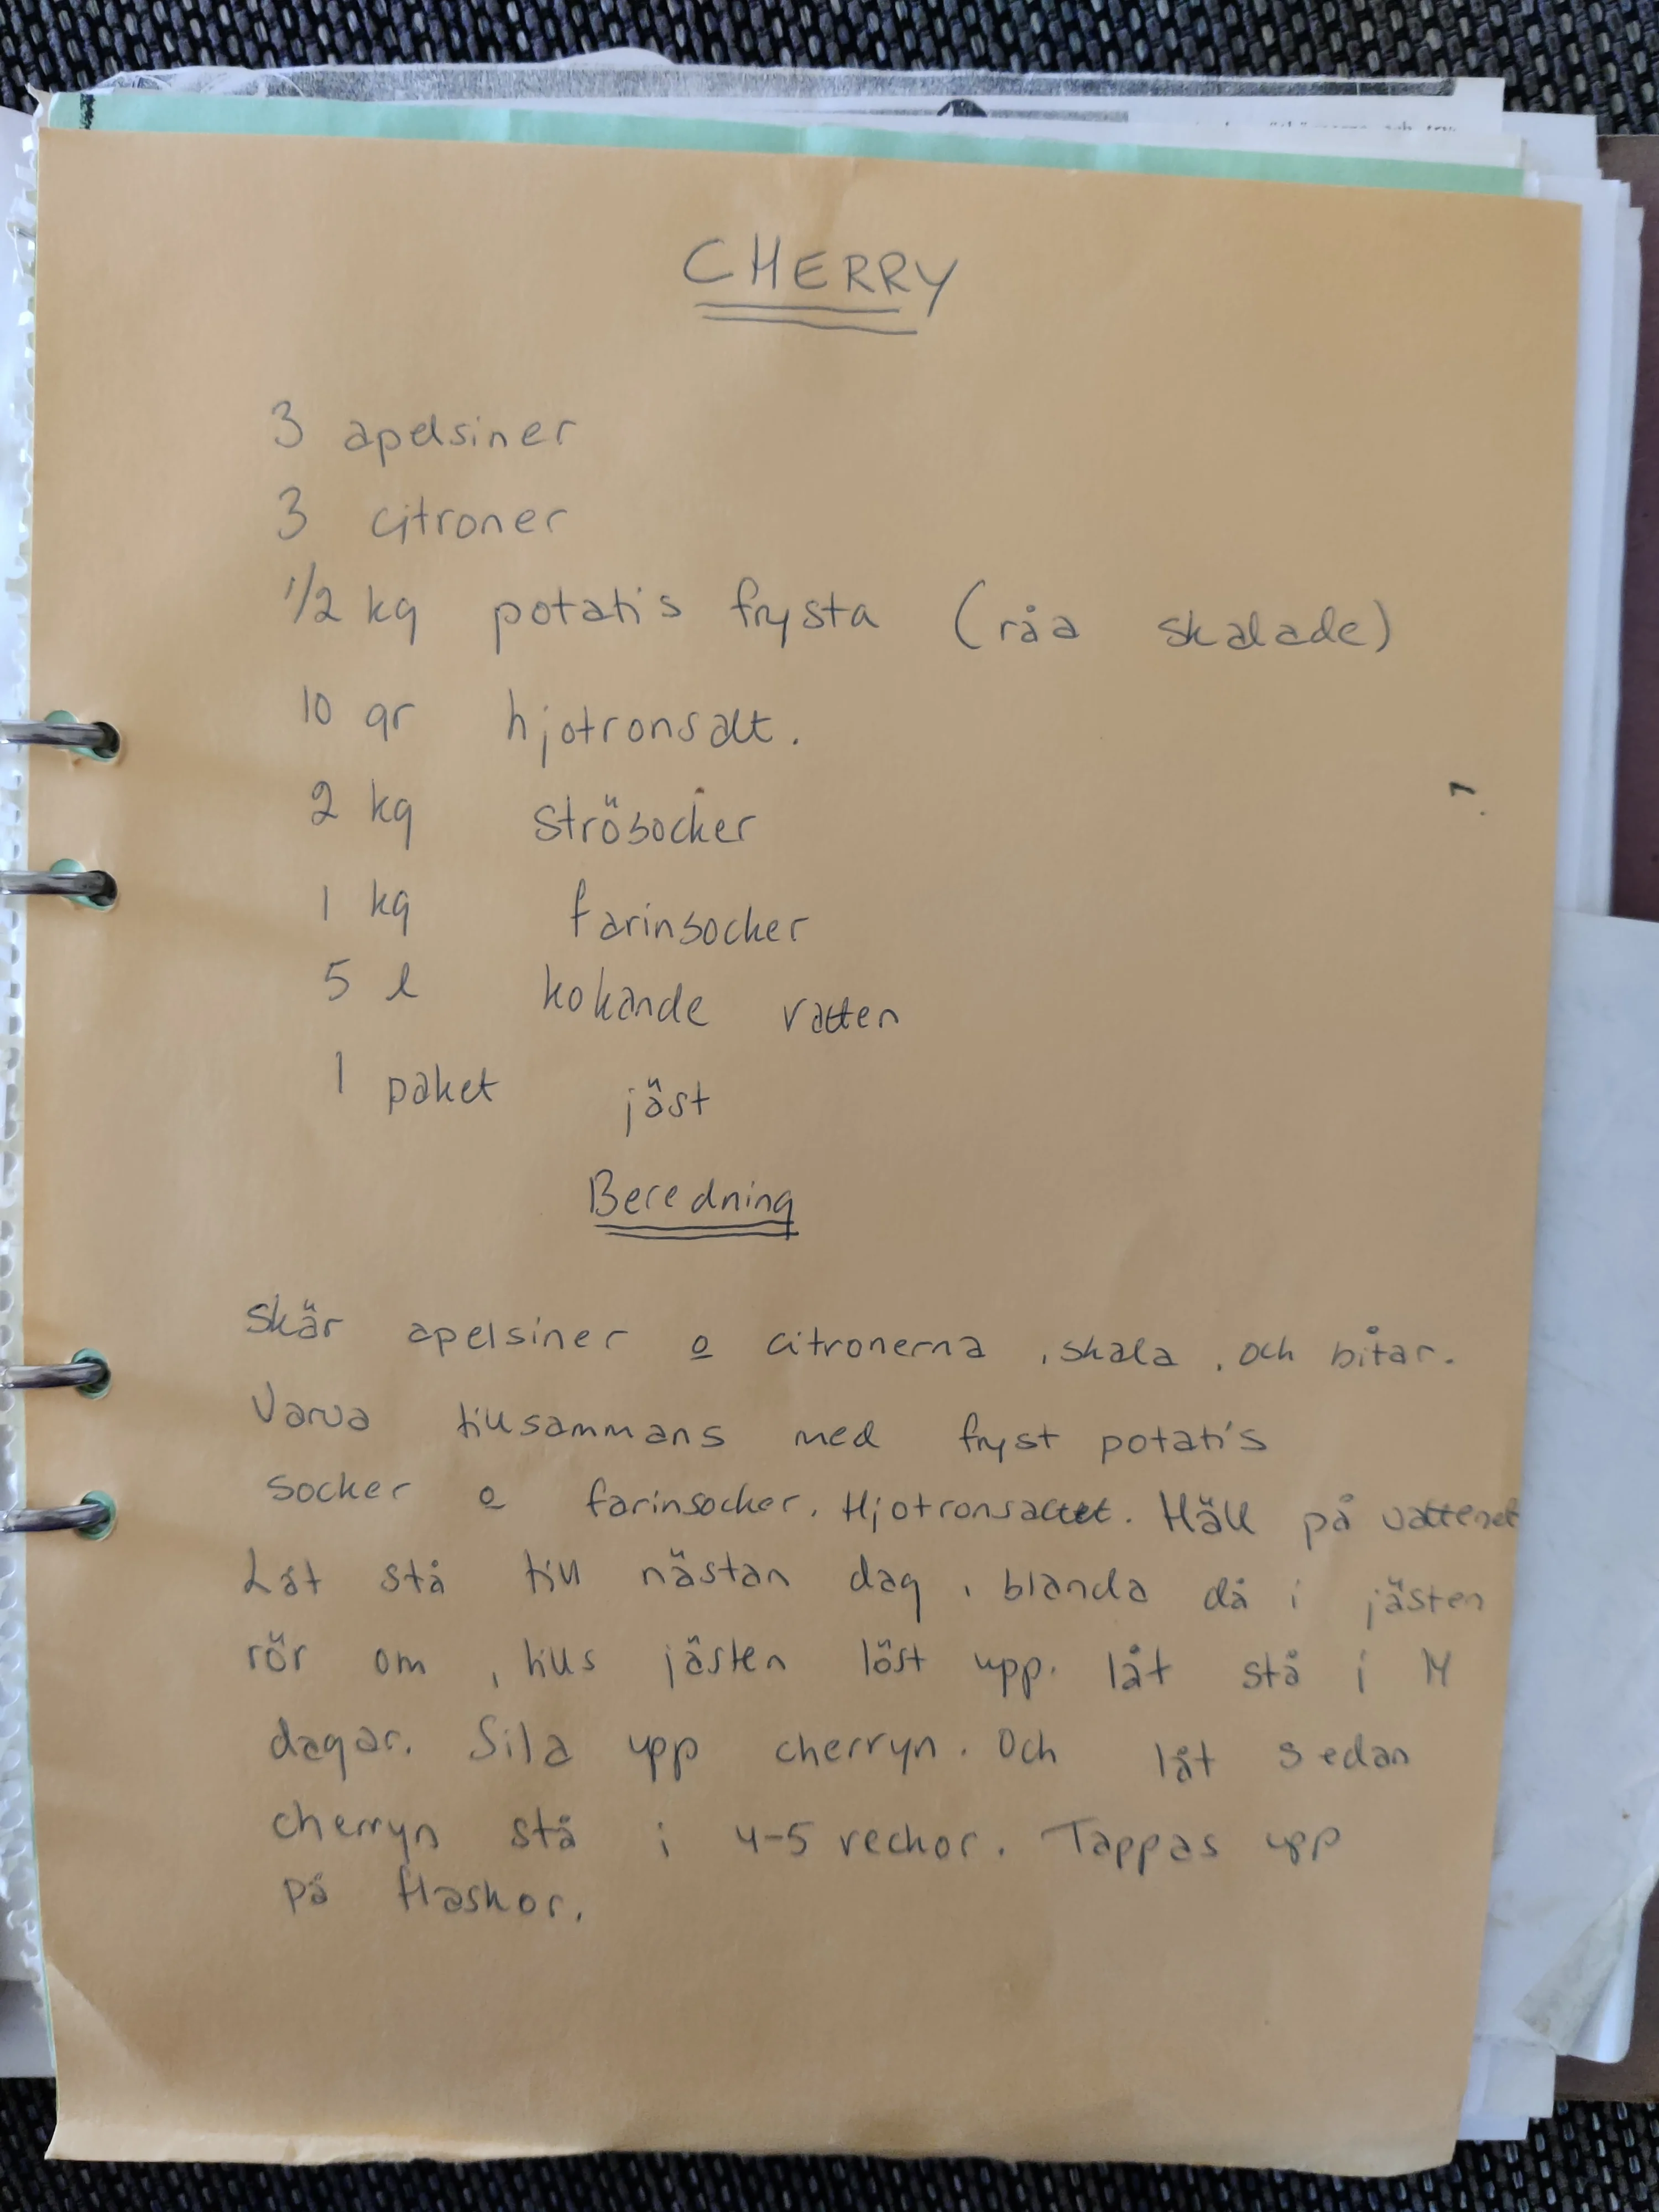 CHERRY
3 apelsiner
3 citroner
1/2 kg potatis frysta (råa skalade)
10 gr hjotronsalt.
2 kg strösocker
1 kg farinsocker
5 l kokande vatten
1 paket jäst
Beredning
Skär apelsiner o citronerna, skala, och bitar.
Varva tillsammans med fryst potatis
socker o farinsocker. Hjotronsaltet. Häll på vattenet
Låt stå till nästan dag, blanda då i jästen
rör om, tills jästen löst upp. låt stå i 14
dagar. Sila upp cherryn. Och låt sedan
cherryn stå i 4-5 veckor. Tappas upp
på flaskor.